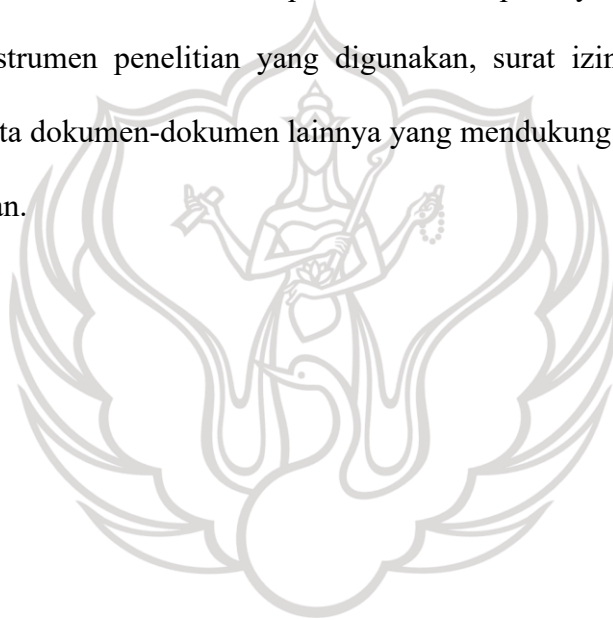 strumen penelitian yang digunakan, surat izin
ta dokumen-dokumen lainnya yang mendukung
an.